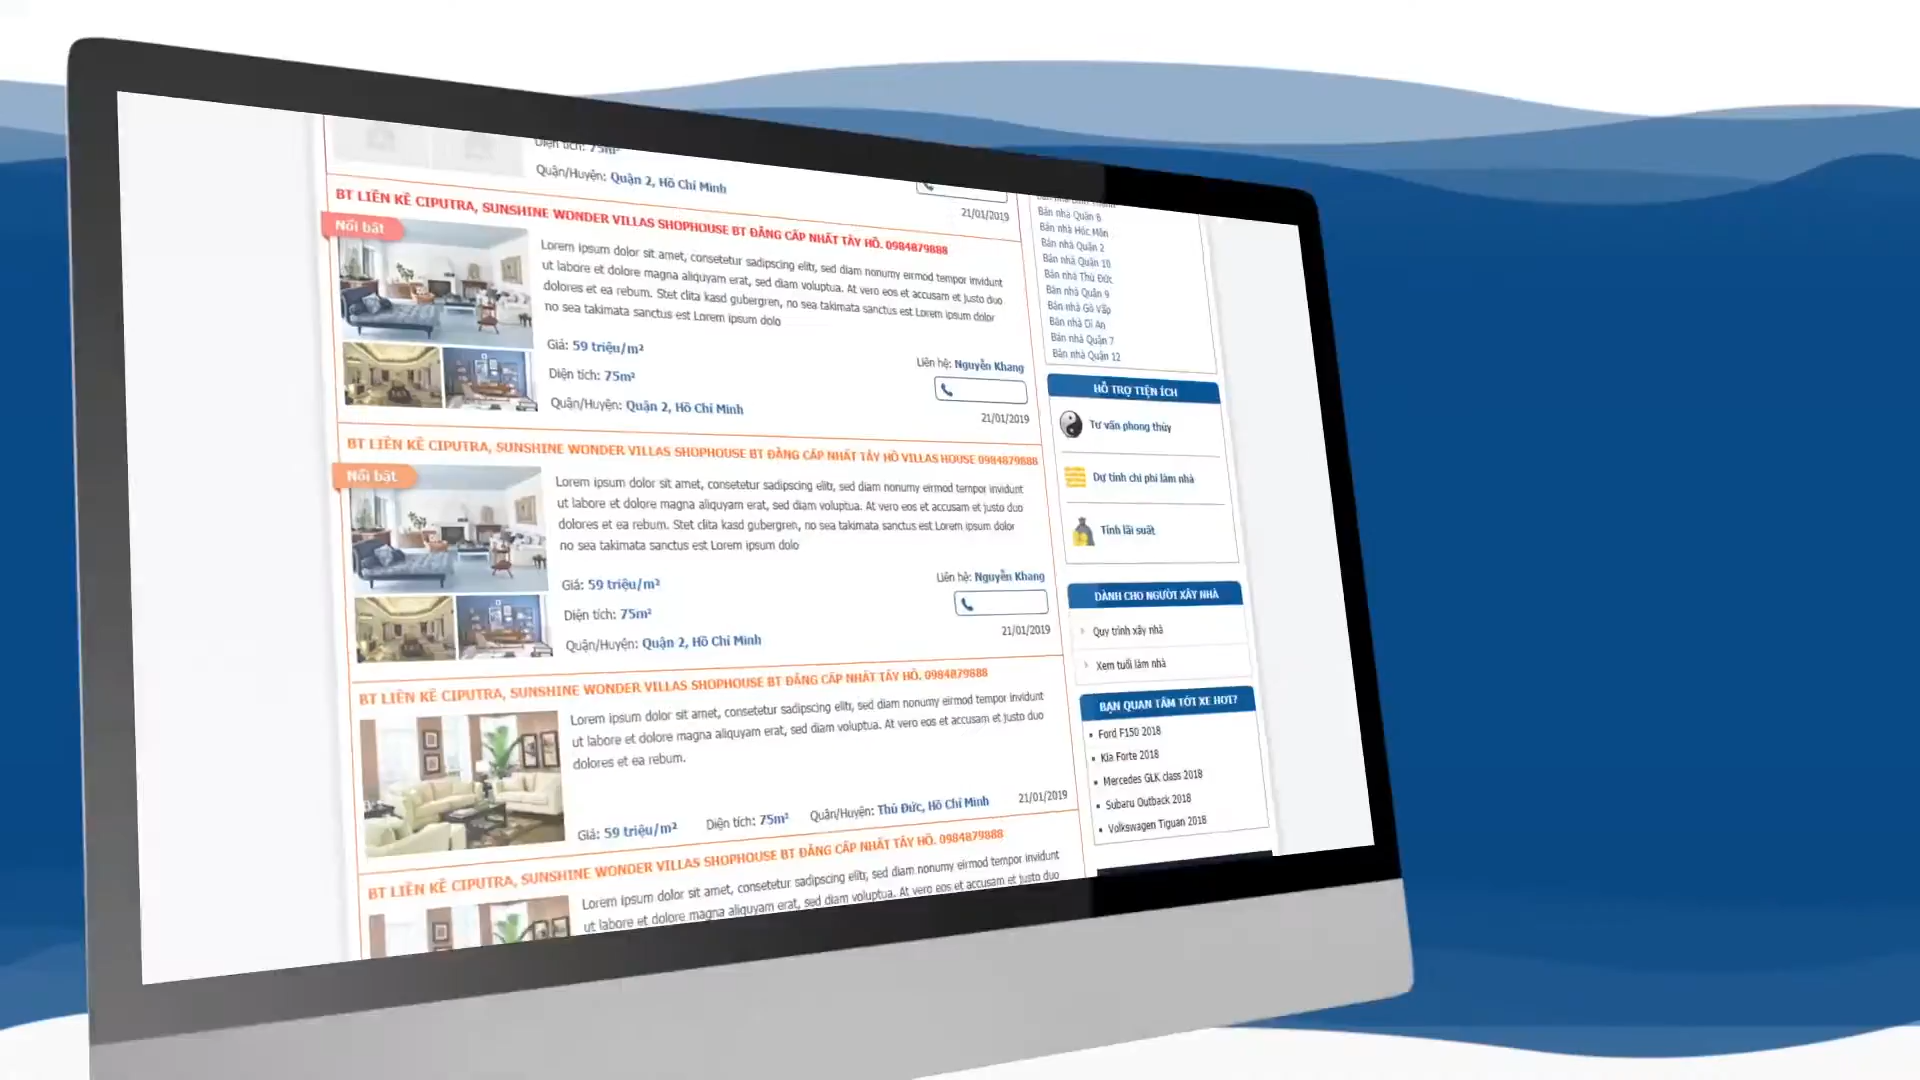 Diện tích: 75m²
Quận/Huyện: Quận 2, Hồ Chí Minh
21/01/2019
BT LIỀN KỀ CIPUTRA, SUNSHINE WONDER VILLAS SHOPHOUSE BT ĐẲNG CẤP NHẤT TÂY HỒ. 0984879888
Nổi bật
Lorem ipsum dolor sit amet, consetetur sadipscing elitr, sed diam nonumy eirmod tempor invidunt
ut labore et dolore magna aliquyam erat, sed diam voluptua. At vero eos et accusam et justo duo
dolores et ea rebum. Stet clita kasd gubergren, no sea takimata sanctus est Lorem ipsum dolor
no sea takimata sanctus est Lorem ipsum dolo
Giá: 59 triệu/m²
Diện tích: 75m²
Quận/Huyện: Quận 2, Hồ Chí Minh
Liên hệ: Nguyễn Khang
21/01/2019
BT LIỀN KỀ CIPUTRA, SUNSHINE WONDER VILLAS SHOPHOUSE BT ĐẲNG CẤP NHẤT TÂY HỒ VILLAS HOUSE 0984879888
Nổi bật
Lorem ipsum dolor sit amet, consetetur sadipscing elitr, sed diam nonumy eirmod tempor invidunt
ut labore et dolore magna aliquyam erat, sed diam voluptua. At vero eos et accusam et justo duo
dolores et ea rebum. Stet clita kasd gubergren, no sea takimata sanctus est Lorem ipsum dolor
no sea takimata sanctus est Lorem ipsum dolo
Giá: 59 triệu/m²
Diện tích: 75m²
Quận/Huyện: Quận 2, Hồ Chí Minh
Liên hệ: Nguyễn Khang
21/01/2019
BT LIỀN KỀ CIPUTRA, SUNSHINE WONDER VILLAS SHOPHOUSE BT ĐẲNG CẤP NHẤT TÂY HỒ. 0984879888
Lorem ipsum dolor sit amet, consetetur sadipscing elitr, sed diam nonumy eirmod tempor invidunt
ut labore et dolore magna aliquyam erat, sed diam voluptua. At vero eos et accusam et justo duo
dolores et ea rebum.
Giá: 59 triệu/m² Diện tích: 75m² Quận/Huyện: Thủ Đức, Hồ Chí Minh 21/01/2019
BT LIỀN KỀ CIPUTRA, SUNSHINE WONDER VILLAS SHOPHOUSE BT ĐẲNG CẤP NHẤT TÂY HỒ. 0984879888
Lorem ipsum dolor sit amet, consetetur sadipscing elitr, sed diam nonumy eirmod tempor invidunt
ut labore et dolore magna aliquyam erat, sed diam voluptua. At vero eos et accusam et justo duo
Bán nhà Quận 6
Bán nhà Hóc Môn
Bán nhà Quận 2
Bán nhà Quận 10
Bán nhà Thủ Đức
Bán nhà Quận 9
Bán nhà Gò Vấp
Bán nhà Dĩ An
Bán nhà Quận 7
Bán nhà Quận 12
HỖ TRỢ TIỆN ÍCH
Tư vấn phong thủy
Dự tính chi phí làm nhà
Tính lãi suất
DÀNH CHO NGƯỜI XÂY NHÀ
Quy trình xây nhà
Xem tuổi làm nhà
BẠN QUAN TÂM TỚI XE HƠI?
Ford F150 2018
Kia Forte 2018
Mercedes GLK class 2018
Subaru Outback 2018
Volkswagen Tiguan 2018